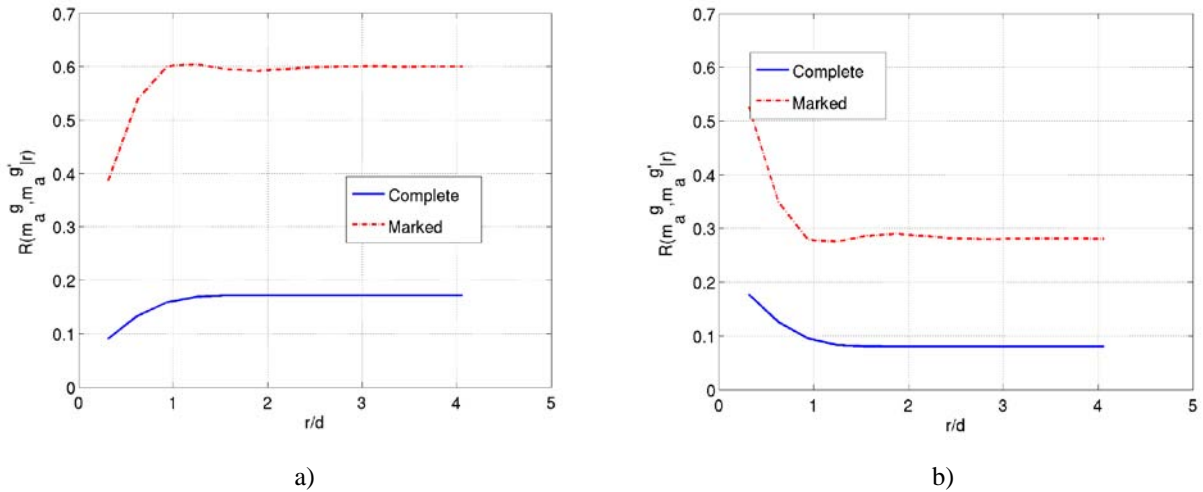 0.7
0.6
0.5
0.4
0.3
0.2
0.1
0
0 1 2 3 4 5
R(m_a^g,m_a^g'|r)
r/d
Complete
Marked
a)
0.7
0.6
0.5
0.4
0.3
0.2
0.1
0
0 1 2 3 4 5
R(m_a^g,m_a^g'|r)
r/d
Complete
Marked
b)